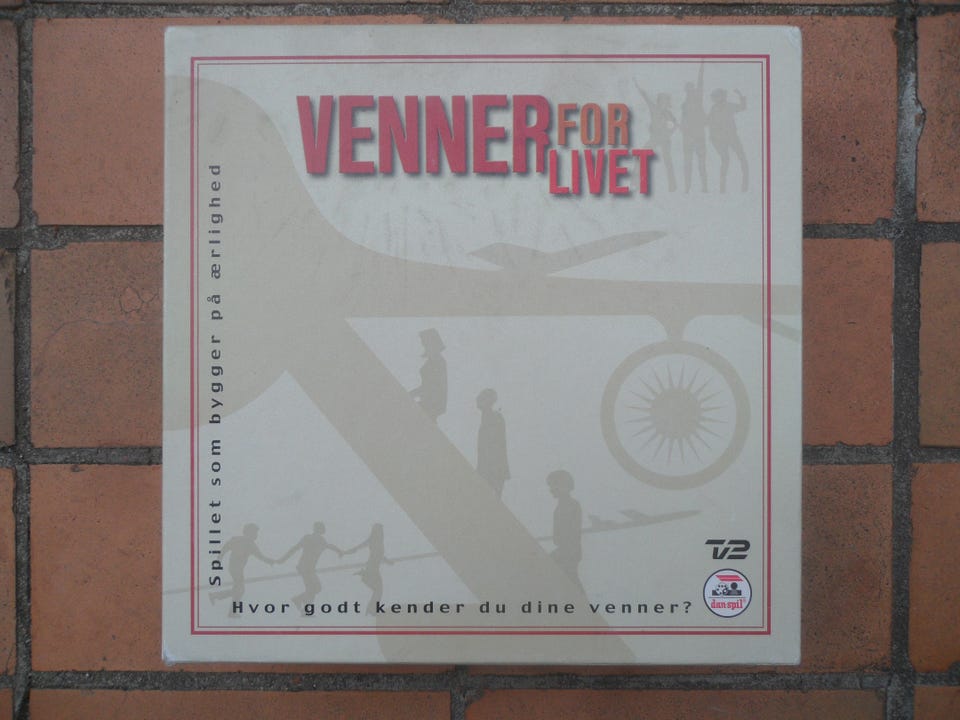 VENNER FOR
LIVET
Spillet som bygger på ærlighed
TV2
dan spil
Hvor godt kender du dine venner?